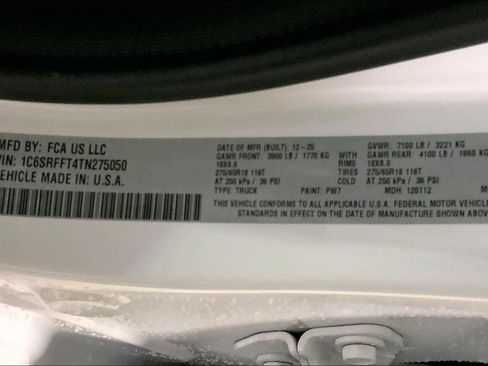 MFD BY: FCA US LLC
VIN: 1C6SRFFT4TN275050
VEHICLE MADE IN: U.S.A.
DATE OF MFR (BUILT): 12-25
GAWR FRONT: 3900 LB / 1770 KG
18X8.0
275/65R18 116T
AT 250 kPa / 36 PSI
TYPE: TRUCK PAINT: PW7
GVWR: 7100 LB / 3221 KG
WITH
GAWR REAR: 4100 LB / 1860 KG
RIMS 18X8.0
TIRES 275/65R18 116T
COLD AT 250 kPa / 36 PSI
MDH: 120112
THIS VEHICLE CONFORMS TO ALL APPLICABLE U.S.A. FEDERAL MOTOR VEHICLE
STANDARDS IN EFFECT ON THE DATE OF MANUFACTURE SHOWN ABOVE